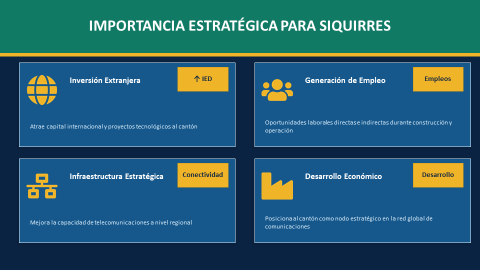 IMPORTANCIA ESTRATÉGICA PARA SIQUIRRES
Inversión Extranjera
↑ IED
Atrae capital internacional y proyectos tecnológicos al cantón
Generación de Empleo
Empleos
Oportunidades laborales directas e indirectas durante construcción y
operación
Infraestructura Estratégica
Conectividad
Mejora la capacidad de telecomunicaciones a nivel regional
Desarrollo Económico
Desarrollo
Posiciona al cantón como nodo estratégico en la red global de
comunicaciones